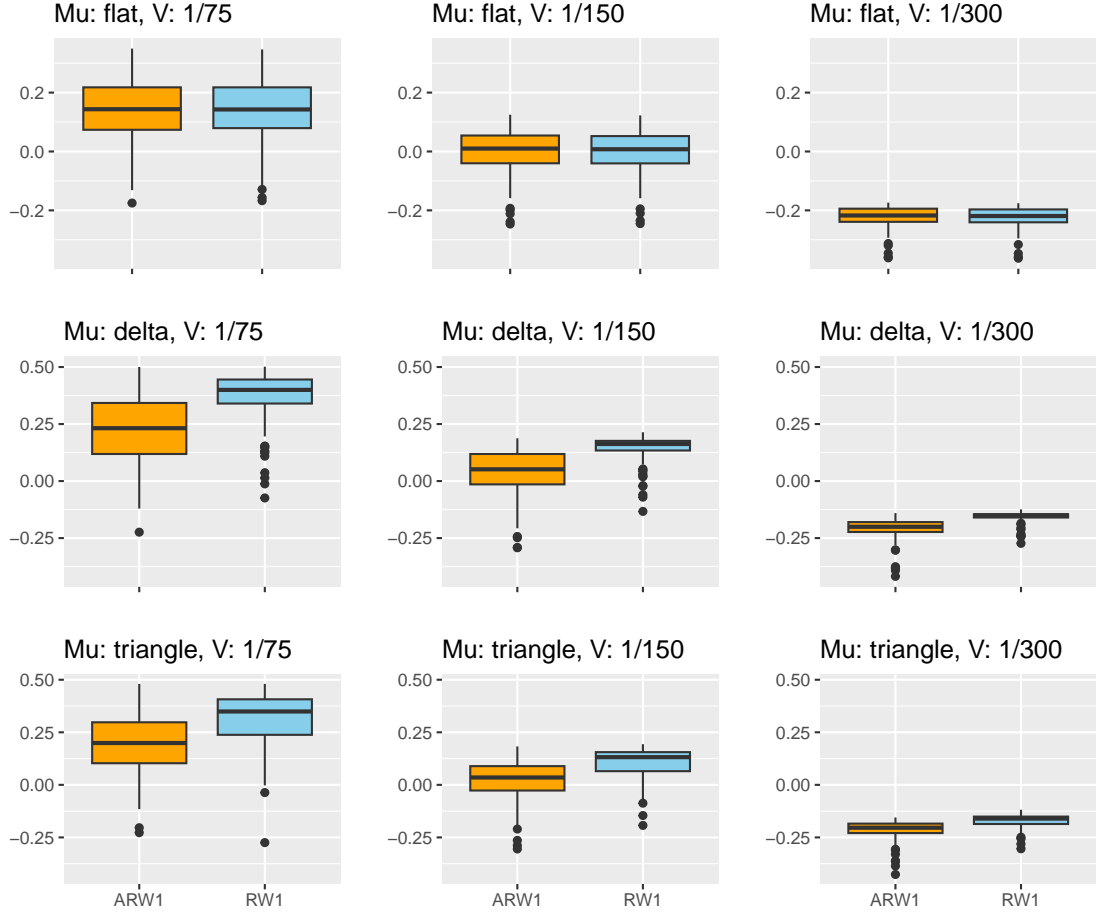 Mu: flat, V: 1/75
Mu: flat, V: 1/150
Mu: flat, V: 1/300
0.2
0.0
−0.2
0.2
0.0
−0.2
0.2
0.0
−0.2
Mu: delta, V: 1/75
Mu: delta, V: 1/150
Mu: delta, V: 1/300
0.50
0.25
0.00
−0.25
0.50
0.25
0.00
−0.25
0.50
0.25
0.00
−0.25
Mu: triangle, V: 1/75
Mu: triangle, V: 1/150
Mu: triangle, V: 1/300
0.50
0.25
0.00
−0.25
0.50
0.25
0.00
−0.25
0.50
0.25
0.00
−0.25
ARW1 RW1
ARW1 RW1
ARW1 RW1